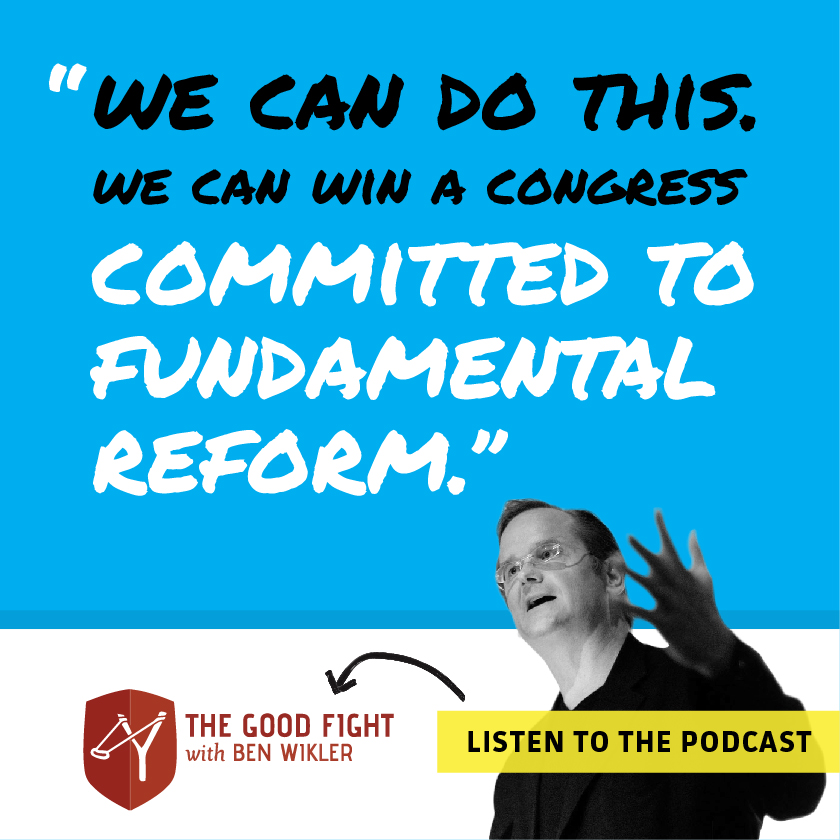 “WE CAN DO THIS.
WE CAN WIN A CONGRESS
COMMITTED TO
FUNDAMENTAL
REFORM.”
THE GOOD FIGHT
with BEN WIKLER
LISTEN TO THE PODCAST